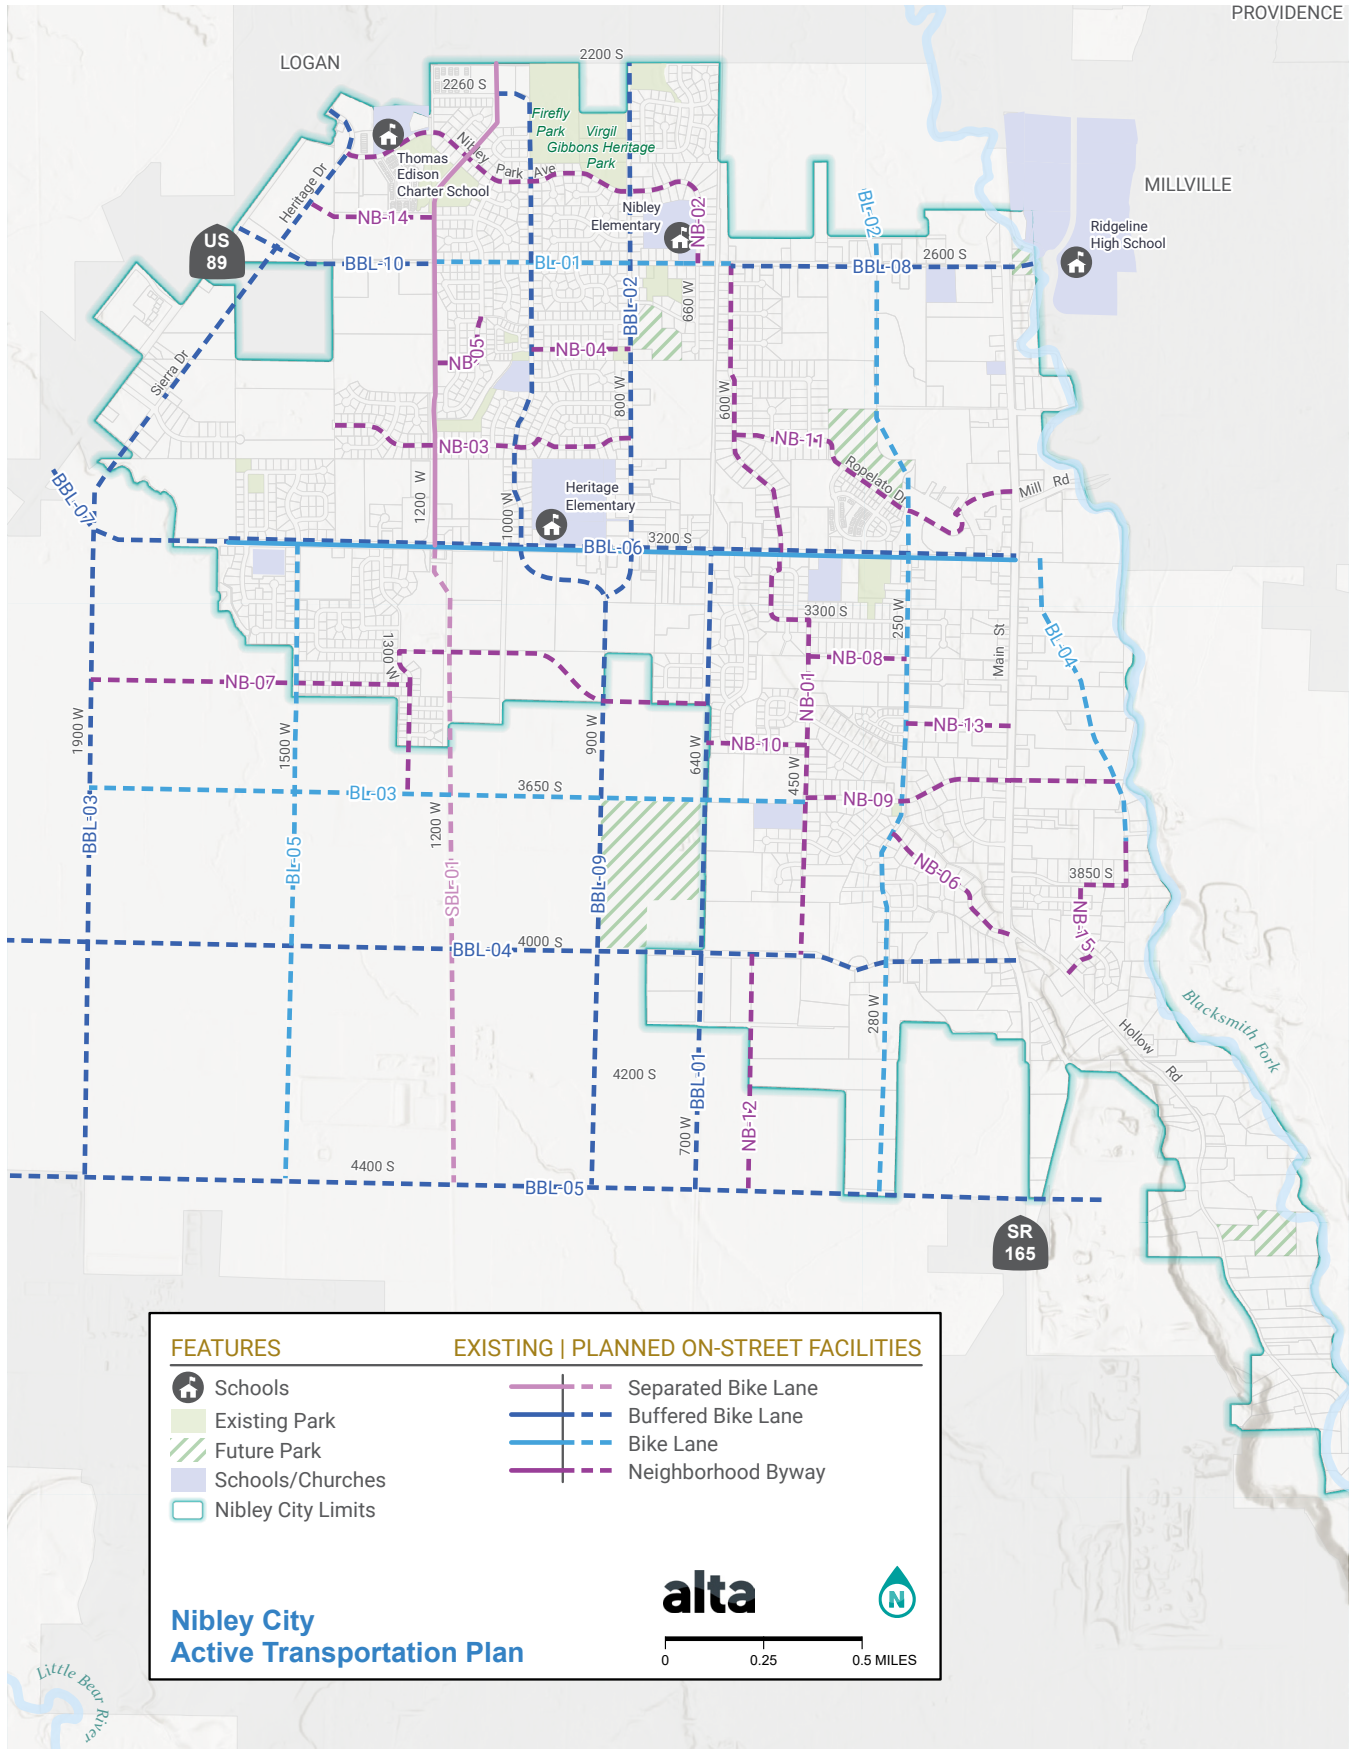 PROVIDENCE
LOGAN
2200 S
2260 S
Firefly
Park
Virgil
Gibbons Heritage
Park
Nibley
Park
Ave
Thomas
Edison
Charter School
Heritage Dr
NB-14
Nibley
Elementary
NB-02
BL-02
MILLVILLE
Ridgeline
High School
US
89
BBL-10
BL-01
BBL-08
2600 S
BBL-02
660 W
Sierra Dr
NB-05
NB-04
800 W
600 W
NB-03
NB-11
Ropelato Dr
Mill Rd
BBL-07
1200 W
1000 W
Heritage
Elementary
3200 S
BBL-06
3300 S
250 W
Main St
BL-04
1300 W
NB-08
NB-07
NB-01
1900 W
1500 W
900 W
640 W
NB-10
NB-13
450 W
BL-03
3650 S
NB-09
BBL-03
1200 W
BL-05
SBL-01
BBL-09
NB-06
3850 S
NB-15
BBL-04
4000 S
280 W
Blacksmith Fork
Hollow
Rd
4200 S
BBL-01
700 W
NB-12
4400 S
BBL-05
SR
165
FEATURES
Schools
Existing Park
Future Park
Schools/Churches
Nibley City Limits
EXISTING | PLANNED ON-STREET FACILITIES
Separated Bike Lane
Buffered Bike Lane
Bike Lane
Neighborhood Byway
Nibley City
Active Transportation Plan
alta
N
0 0.25 0.5 MILES
Little Bear
River